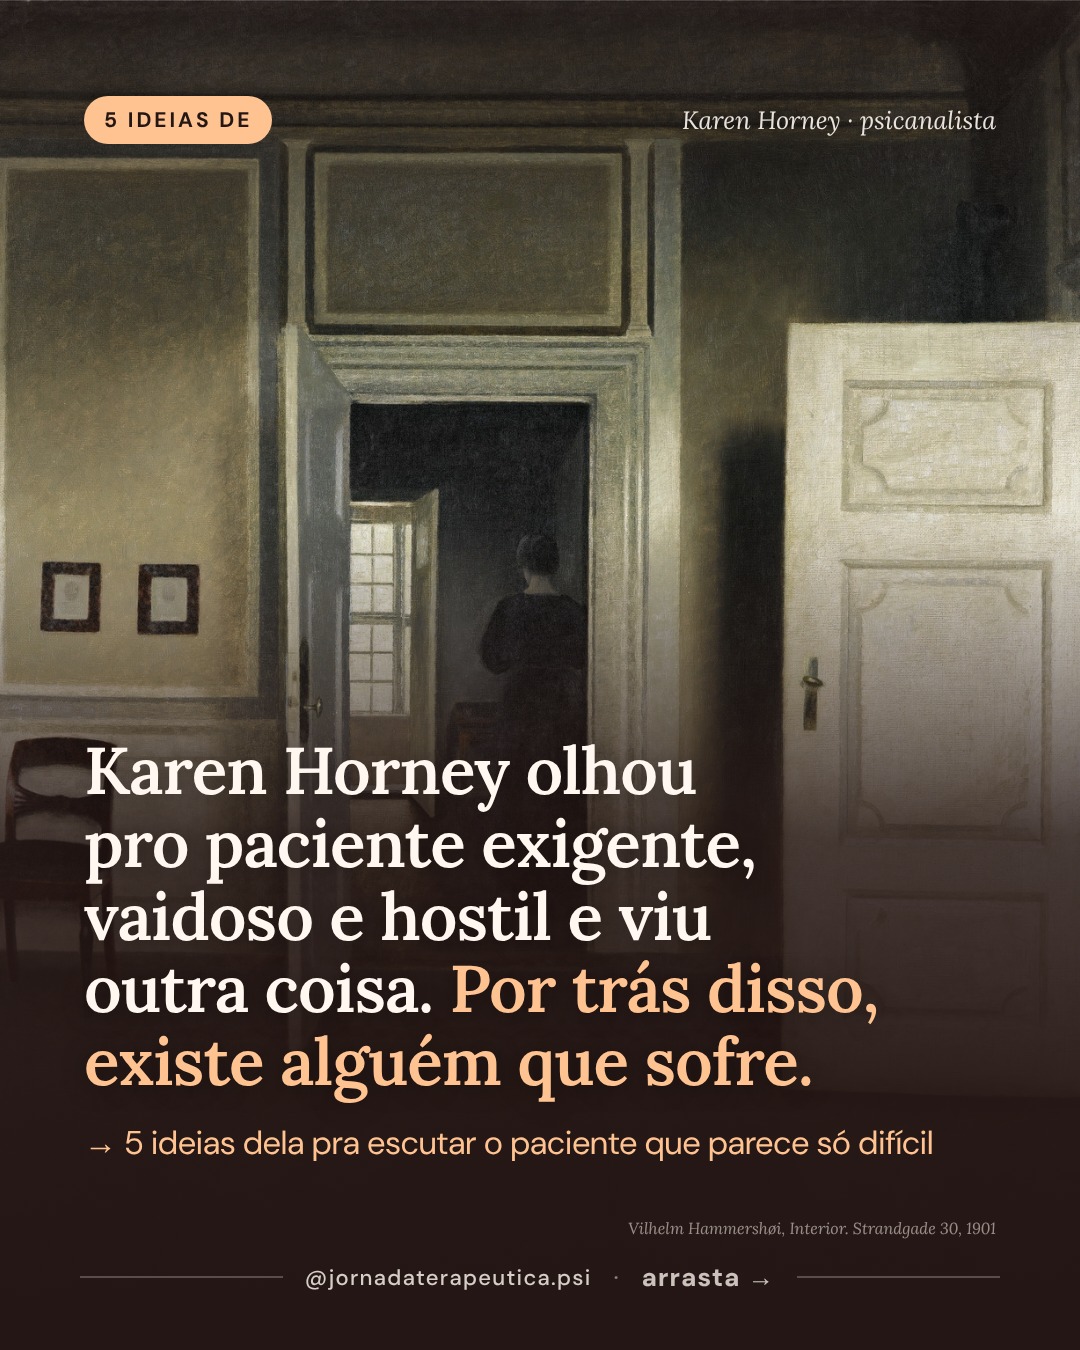 5 IDEIAS DE
Karen Horney · psicanalista
Karen Horney olhou
pro paciente exigente,
vaidoso e hostil e viu
outra coisa. Por trás disso,
existe alguém que sofre.
→ 5 ideias dela pra escutar o paciente que parece só difícil
Vilhelm Hammershøi, Interior. Strandgade 30, 1901
@jornadaterapeutica.psi · arrasta →